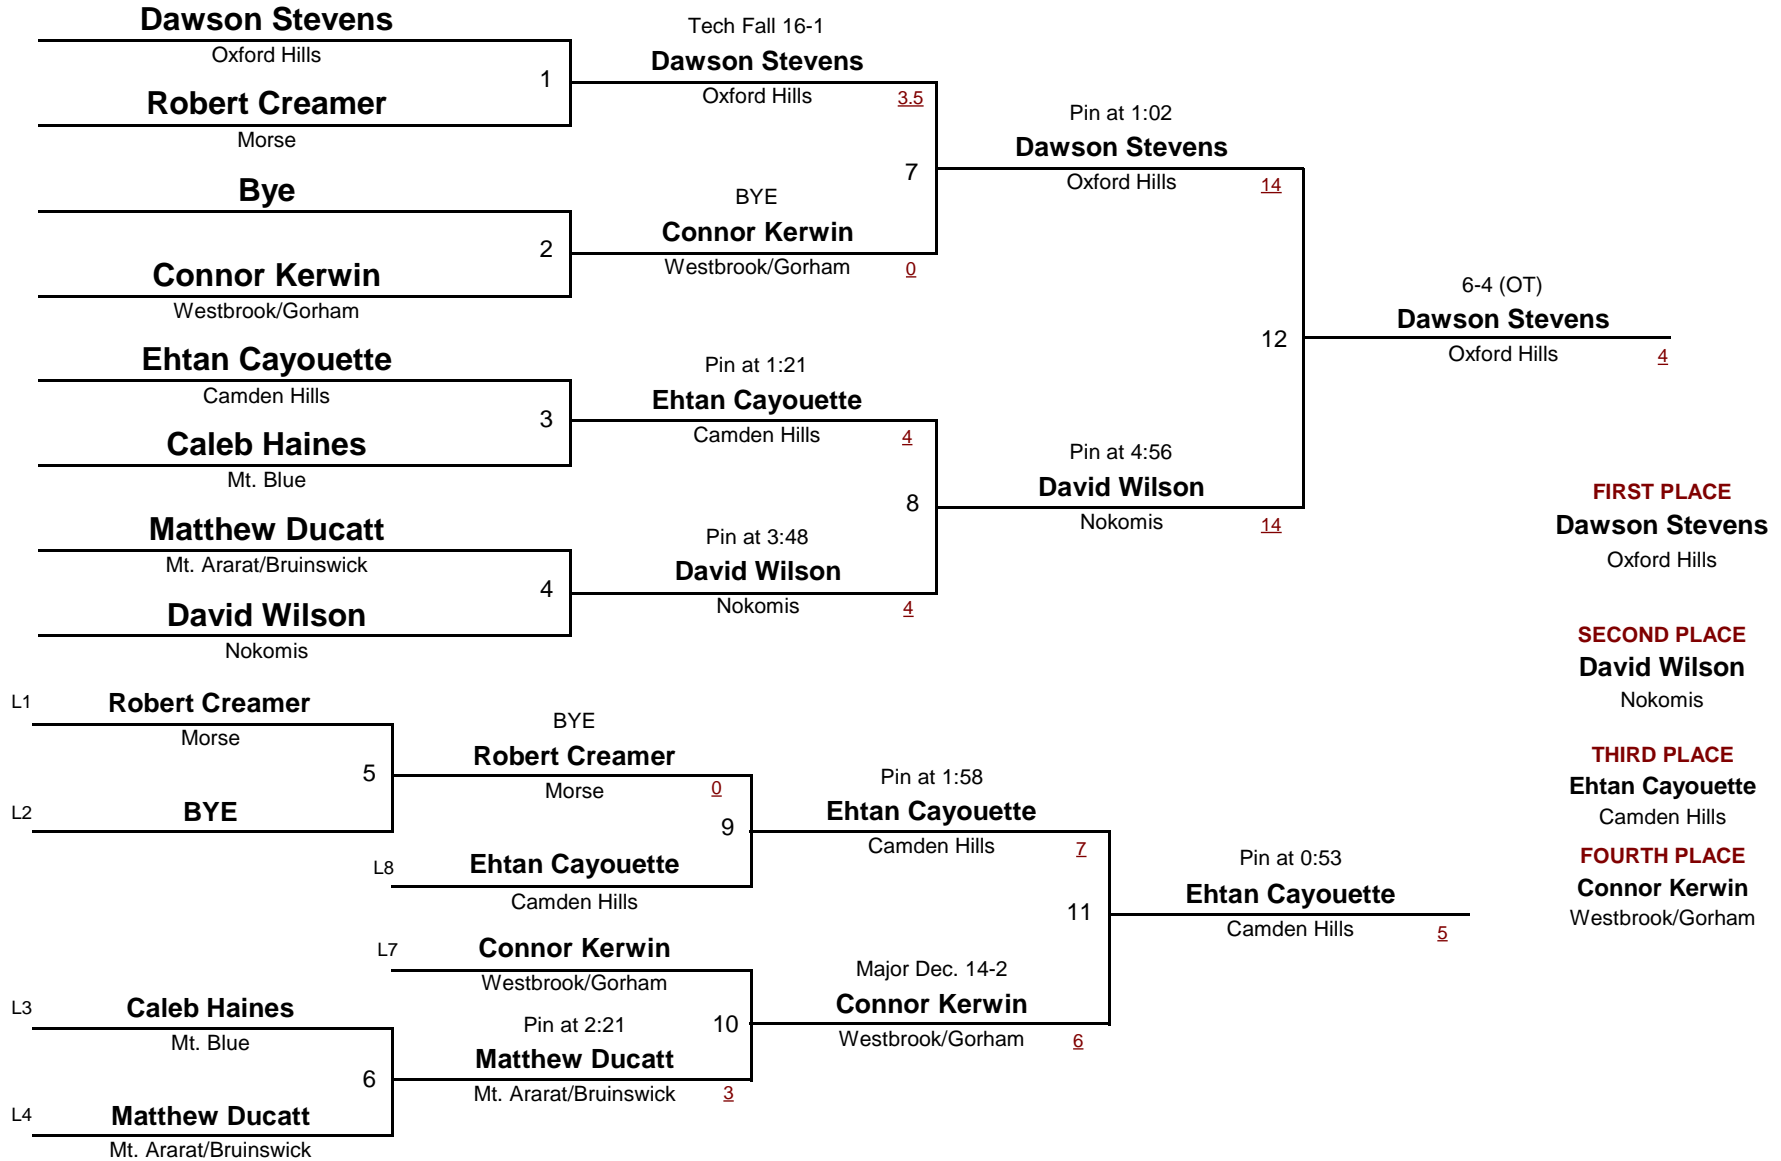 Dawson Stevens
Oxford Hills
1
Robert Creamer
Morse
Bye
2
Connor Kerwin
Westbrook/Gorham
Ehtan Cayouette
Camden Hills
3
Caleb Haines
Mt. Blue
Matthew Ducatt
Mt. Ararat/Bruinswick
4
David Wilson
Nokomis
Tech Fall 16-1
Dawson Stevens
Oxford Hills 3.5
7
BYE
Connor Kerwin
Westbrook/Gorham 0
Pin at 1:21
Ehtan Cayouette
Camden Hills 4
8
Pin at 3:48
David Wilson
Nokomis 4
Pin at 1:02
Dawson Stevens
Oxford Hills 14
12
Pin at 4:56
David Wilson
Nokomis 14
6-4 (OT)
Dawson Stevens
Oxford Hills 4
FIRST PLACE
Dawson Stevens
Oxford Hills
SECOND PLACE
David Wilson
Nokomis
THIRD PLACE
Ehtan Cayouette
Camden Hills
FOURTH PLACE
Connor Kerwin
Westbrook/Gorham
L1 Robert Creamer
Morse
5
L2 BYE
BYE
Robert Creamer
Morse 0
9
L8 Ehtan Cayouette
Camden Hills
L7 Connor Kerwin
Westbrook/Gorham
10
L3 Caleb Haines
Mt. Blue
6
L4 Matthew Ducatt
Mt. Ararat/Bruinswick
Pin at 2:21
Matthew Ducatt
Mt. Ararat/Bruinswick 3
Pin at 1:58
Ehtan Cayouette
Camden Hills 7
11
Major Dec. 14-2
Connor Kerwin
Westbrook/Gorham 6
Pin at 0:53
Ehtan Cayouette
Camden Hills 5